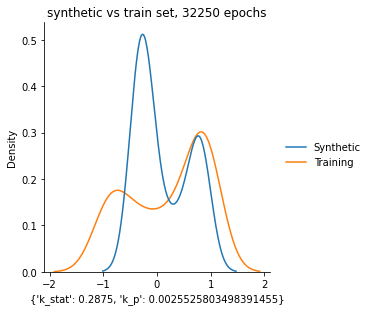 synthetic vs train set, 32250 epochs
0.5
0.4
0.3
0.2
0.1
0.0
Density
Synthetic
Training
−2
−1
0
1
2
{'k_stat': 0.2875, 'k_p': 0.0025525803498391455}